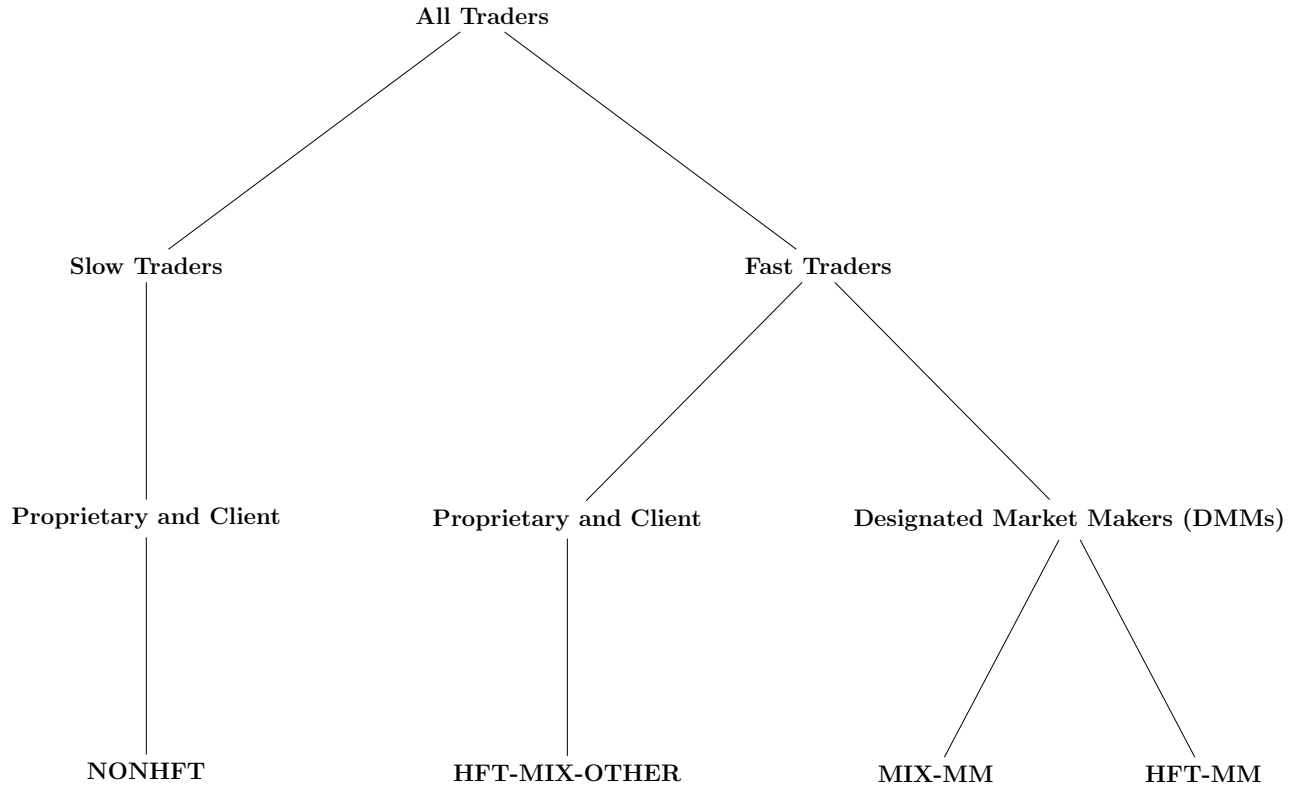 All Traders
Slow Traders
Fast Traders
Proprietary and Client
Proprietary and Client
Designated Market Makers (DMMs)
NONHFT
HFT-MIX-OTHER
MIX-MM
HFT-MM